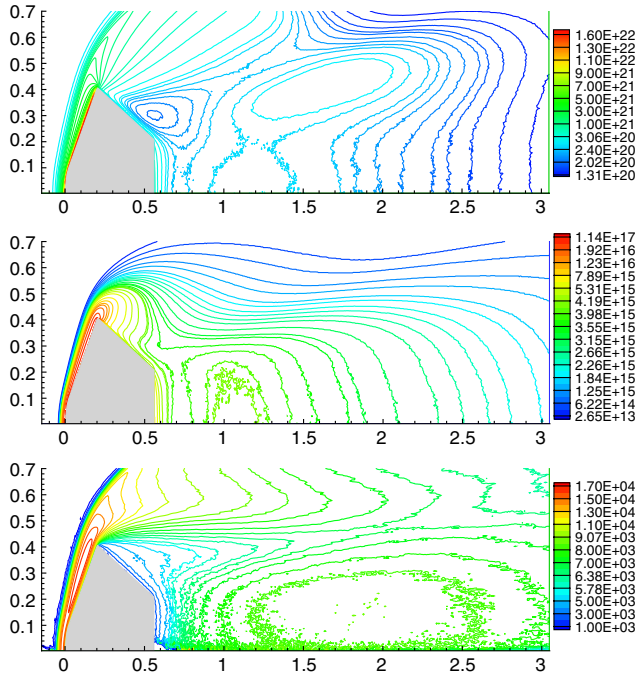 0.7
0.6
0.5
0.4
0.3
0.2
0.1
0 0.5 1 1.5 2 2.5 3
1.60E+22
1.30E+22
1.10E+22
9.00E+21
7.00E+21
5.00E+21
3.00E+21
1.00E+21
3.06E+20
2.40E+20
2.02E+20
1.31E+20
0.7
0.6
0.5
0.4
0.3
0.2
0.1
0 0.5 1 1.5 2 2.5 3
1.14E+17
1.92E+16
1.23E+16
7.89E+15
5.31E+15
4.19E+15
3.98E+15
3.55E+15
3.15E+15
2.66E+15
2.26E+15
1.84E+15
1.25E+15
6.22E+14
2.65E+13
0.7
0.6
0.5
0.4
0.3
0.2
0.1
0 0.5 1 1.5 2 2.5 3
1.70E+04
1.50E+04
1.30E+04
1.10E+04
9.07E+03
8.00E+03
7.00E+03
6.38E+03
5.78E+03
5.00E+03
3.00E+03
1.00E+03